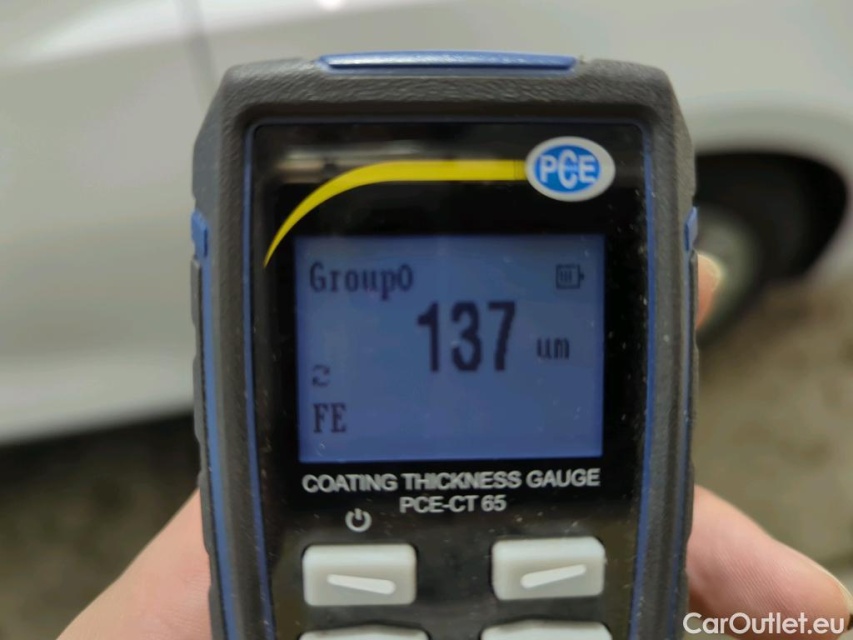 PCE
Group0
137 um
FE
COATING THICKNESS GAUGE
PCE-CT 65
CarOutlet.eu